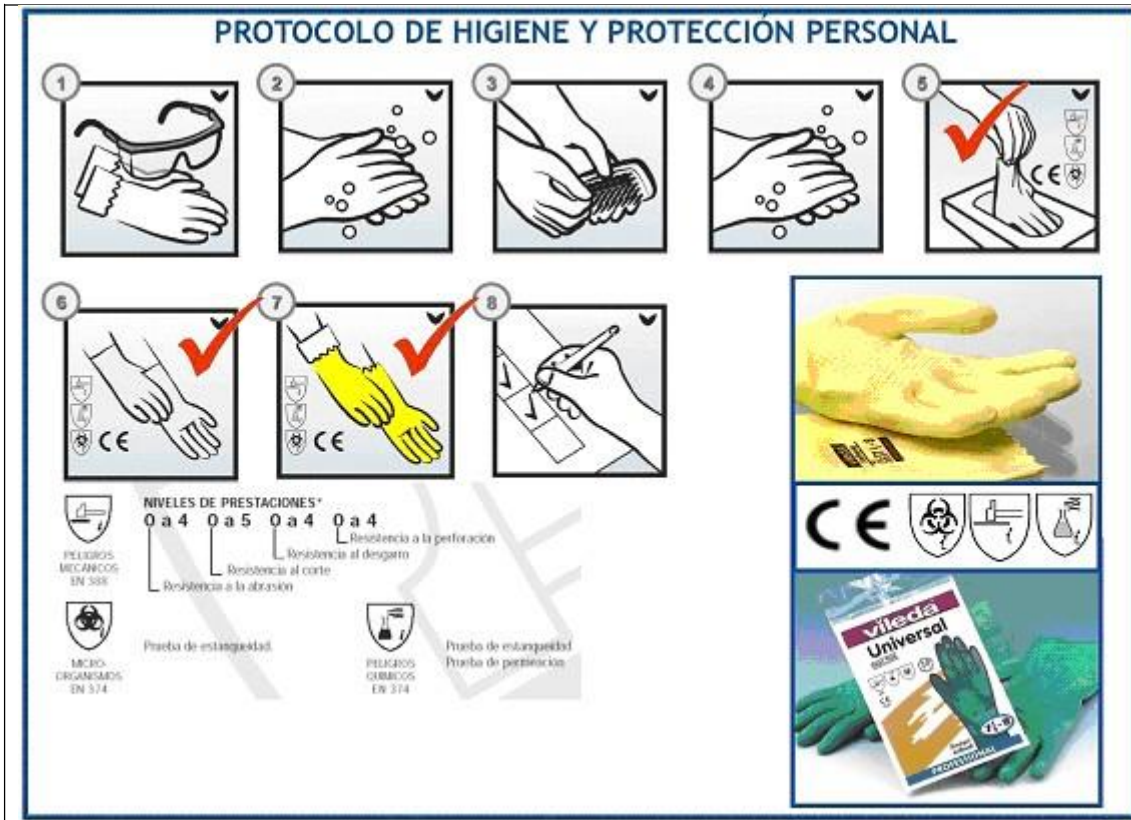 PROTOCOLO DE HIGIENE Y PROTECCIÓN PERSONAL
1
2
3
4
5
CE
6
CE
7
CE
8
NIVELES DE PRESTACIONES*
0 a 4 0 a 5 0 a 4 0 a 4
Resistencia a la perforación
Resistencia al desgarro
Resistencia al corte
Resistencia a la abrasión
PELIGROS
MECÁNICOS
EN 388
MICRO-
ORGANISMOS
EN 374
Prueba de estanqueidad.
PELIGROS
QUIMICOS
EN 374
Prueba de estanqueidad
Prueba de permeación
CE
vileda
Universal
PROFESSIONAL